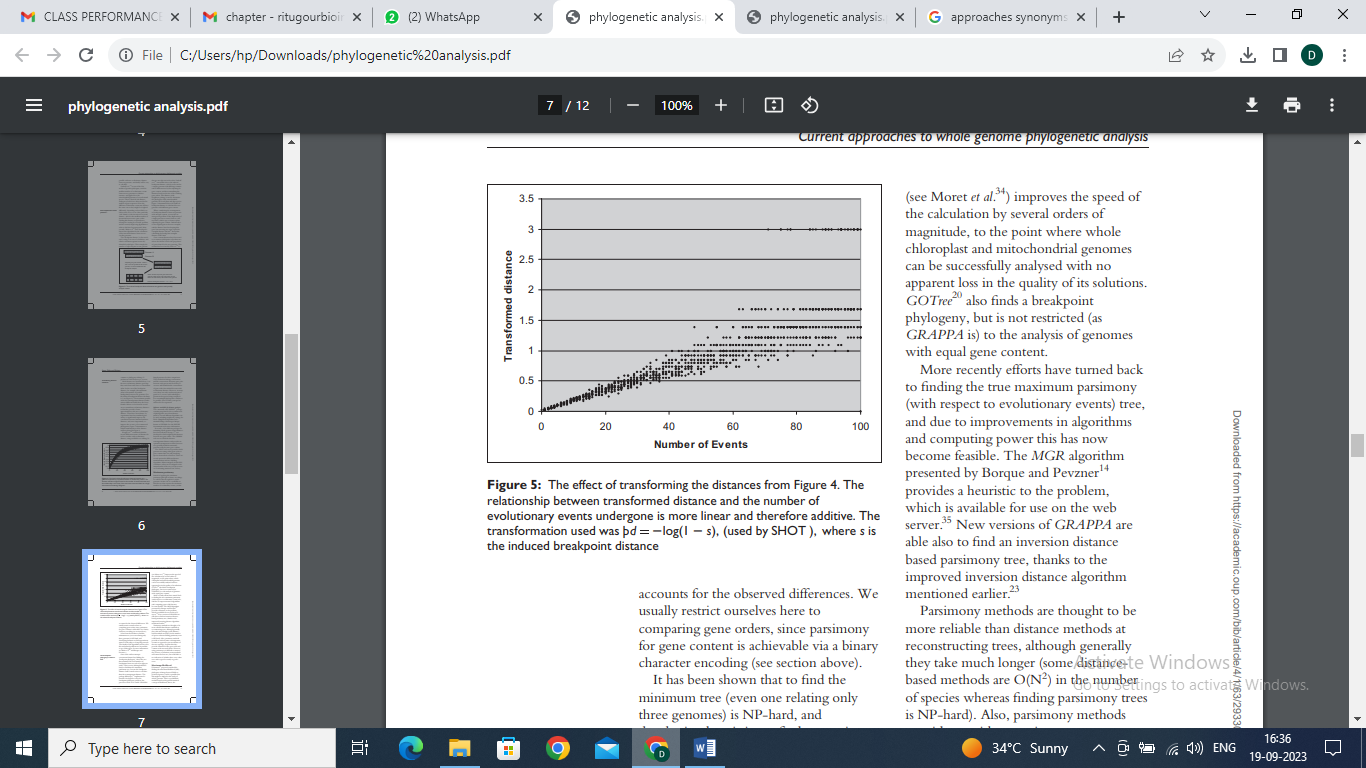 CLASS PERFORMANCE
chapter - ritugourbioin
(2) WhatsApp
phylogenetic analysis.
phylogenetic analysis.
approaches synonyms
File C:/Users/hp/Downloads/phylogenetic%20analysis.pdf
D
phylogenetic analysis.pdf
7 / 12
100%
5
6
7
Current approaches to whole genome phylogenetic analysis
3.5
3
2.5
2
1.5
1
0.5
0
Transformed distance
0 20 40 60 80 100
Number of Events
Figure 5: The effect of transforming the distances from Figure 4. The
relationship between transformed distance and the number of
evolutionary events undergone is more linear and therefore additive. The
transformation used was þd = −log(1 − s), (used by SHOT), where s is
the induced breakpoint distance
accounts for the observed differences. We
usually restrict ourselves here to
comparing gene orders, since parsimony
for gene content is achievable via a binary
character encoding (see section above).
It has been shown that to find the
minimum tree (even one relating only
three genomes) is NP-hard, and
(see Moret et al.34) improves the speed of
the calculation by several orders of
magnitude, to the point where whole
chloroplast and mitochondrial genomes
can be successfully analysed with no
apparent loss in the quality of its solutions.
GOTree20 also finds a breakpoint
phylogeny, but is not restricted (as
GRAPPA is) to the analysis of genomes
with equal gene content.
More recently efforts have turned back
to finding the true maximum parsimony
(with respect to evolutionary events) tree,
and due to improvements in algorithms
and computing power this has now
become feasible. The MGR algorithm
presented by Borque and Pevzner14
provides a heuristic to the problem,
which is available for use on the web
server.35 New versions of GRAPPA are
able also to find an inversion distance
based parsimony tree, thanks to the
improved inversion distance algorithm
mentioned earlier.23
Parsimony methods are thought to be
more reliable than distance methods at
reconstructing trees, although generally
they take much longer (some distance
based methods are O(N2) in the number
of species whereas finding parsimony trees
is NP-hard). Also, parsimony methods
Downloaded from https://academic.oup.com/bib/article/4/1/63/29330
Activate Windows
Go to Settings to activate Windows.
Type here to search
34°C Sunny
ENG
16:36
19-09-2023